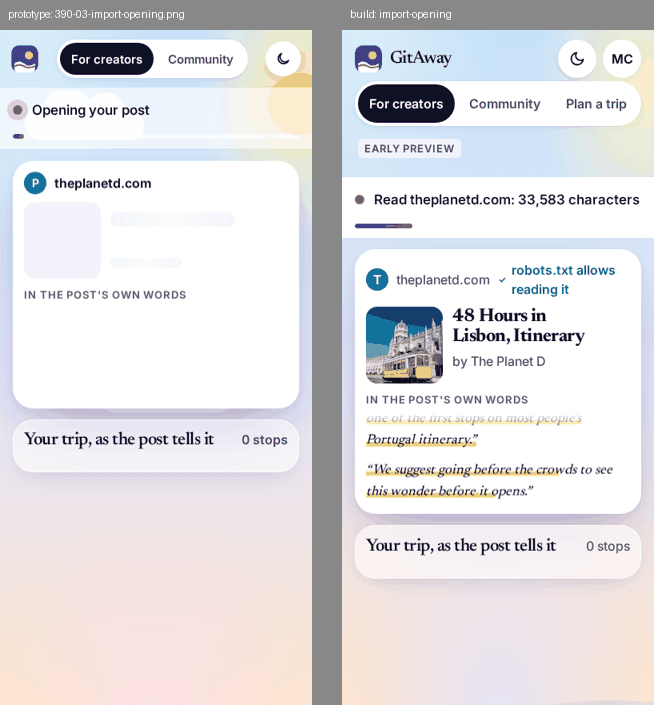 prototype: 390-03-import-opening.png
For creators
Community
Opening your post
P
theplanetd.com
IN THE POST'S OWN WORDS
Your trip, as the post tells it
0 stops
build: import-opening
GitAway
MC
For creators
Community
Plan a trip
EARLY PREVIEW
Read theplanetd.com: 33,583 characters
T
theplanetd.com
robots.txt allows
reading it
48 Hours in
Lisbon, Itinerary
by The Planet D
IN THE POST'S OWN WORDS
one of the first stops on most people's
Portugal itinerary.”
“We suggest going before the crowds to see
this wonder before it opens.”
Your trip, as the post tells it
0 stops